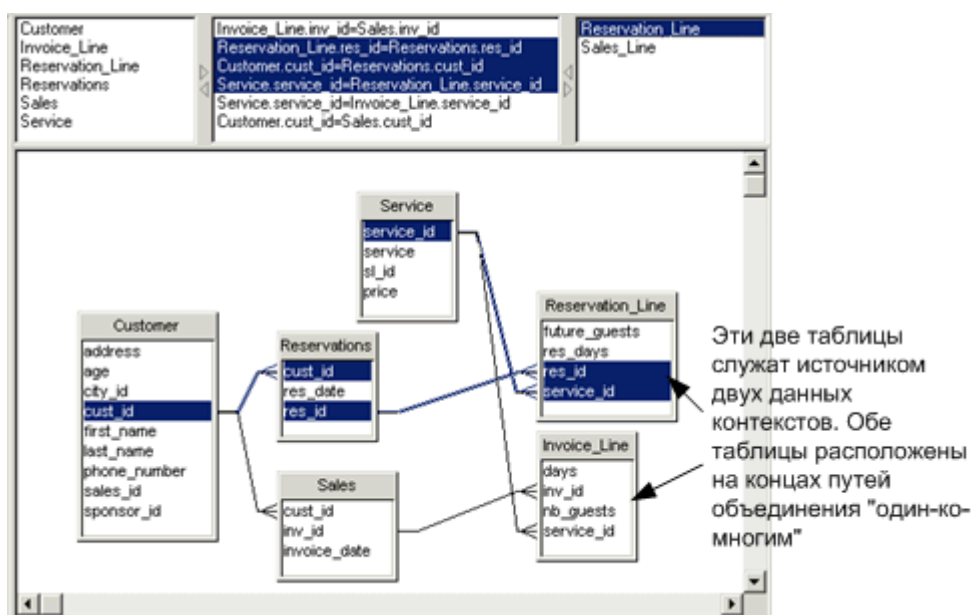 Customer
Invoice_Line
Reservation_Line
Reservations
Sales
Service
Invoice_Line.inv_id=Sales.inv_id
Reservation_Line.res_id=Reservations.res_id
Customer.cust_id=Reservations.cust_id
Service.service_id=Reservation_Line.service_id
Service.service_id=Invoice_Line.service_id
Customer.cust_id=Sales.cust_id
Reservation_Line
Sales_Line
Service
service_id
service
sl_id
price
Customer
address
age
city_id
cust_id
first_name
last_name
phone_number
sales_id
sponsor_id
Reservations
cust_id
res_date
res_id
Sales
cust_id
inv_id
invoice_date
Reservation_Line
future_guests
res_days
res_id
service_id
Invoice_Line
days
inv_id
nb_guests
service_id
Эти две таблицы
служат источником
двух данных
контекстов. Обе
таблицы расположены
на концах путей
объединения "один-ко-
многим"